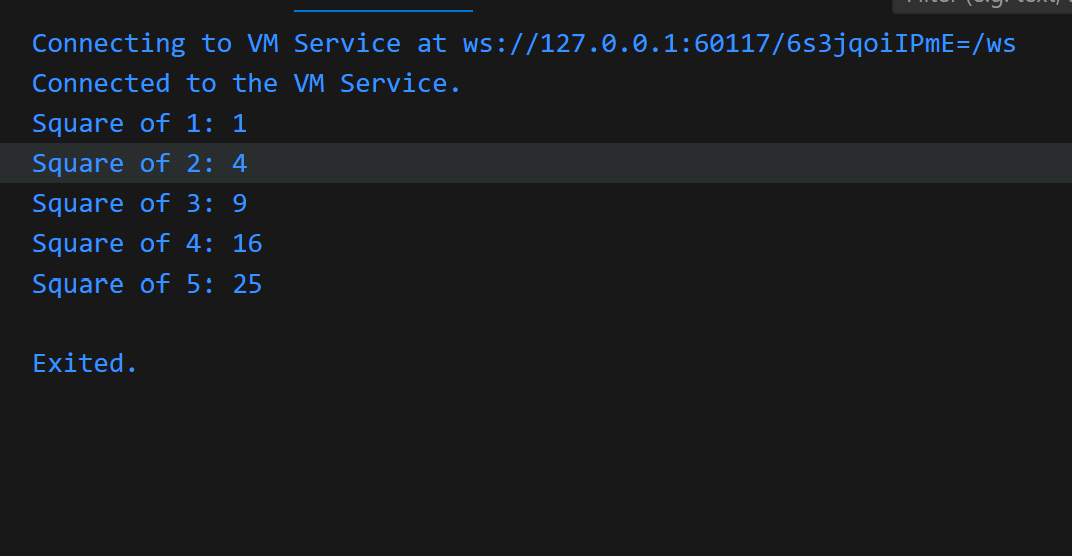 Connecting to VM Service at ws://127.0.0.1:60117/6s3jqoiIPmE=/ws
Connected to the VM Service.
Square of 1: 1
Square of 2: 4
Square of 3: 9
Square of 4: 16
Square of 5: 25
Exited.